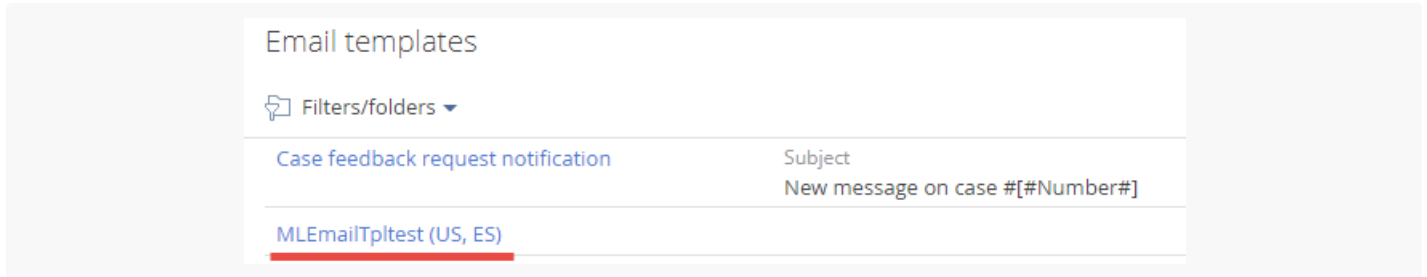 Email templates
Filters/folders
Case feedback request notification
Subject
New message on case #[#Number#]
MLEmailTpltest (US, ES)